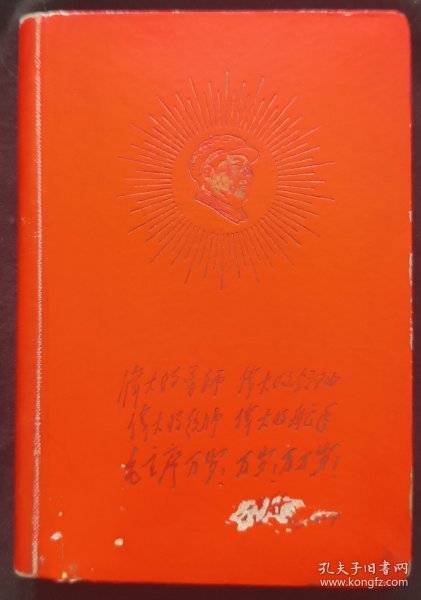 伟大的导师 伟大的领袖
伟大的统帅 伟大的舵手
毛主席万岁！万岁！万万岁！
孔夫子旧书网
www.kongfz.com